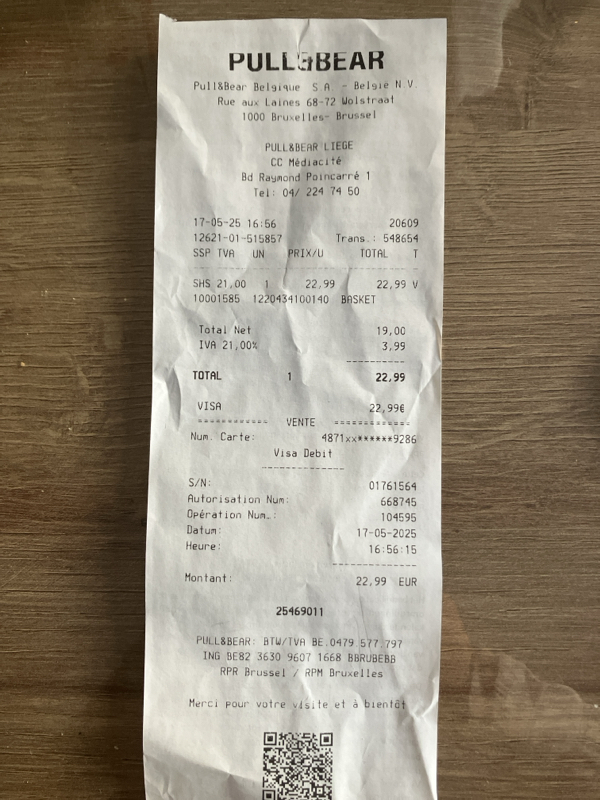 PULL&BEAR
Pull&Bear Belgique S A. - België N.V.
Rue aux Laines 68-72 Wolstraat
1000 Bruxelles- Brussel
PULL&BEAR LIEGE
CC Médiacité
Bd Raymond Poincarré 1
Tel: 04/ 224 74 50
17-05-25 16:56 20609
12621-01-515857 Trans.: 548654
SSP TVA UN PRIX/U TOTAL T
SHS 21,00 1 22,99 22,99 V
10001585 1220434100140 BASKET
Total Net 19,00
IVA 21,00% 3,99
TOTAL 1 22,99
VISA 22,99€
============ VENTE ============
Num. Carte: 4871xx******9286
Visa Debit
S/N: 01761564
Autorisation Num: 668745
Opération Num.: 104595
Datum: 17-05-2025
Heure: 16:56:15
Montant: 22,99 EUR
25469011
PULL&BEAR: BTW/TVA BE.0479.577.797
ING BE82 3630 9607 1668 BBRUBEBB
RPR Brussel / RPM Bruxelles
Merci pour votre visite et à bientôt